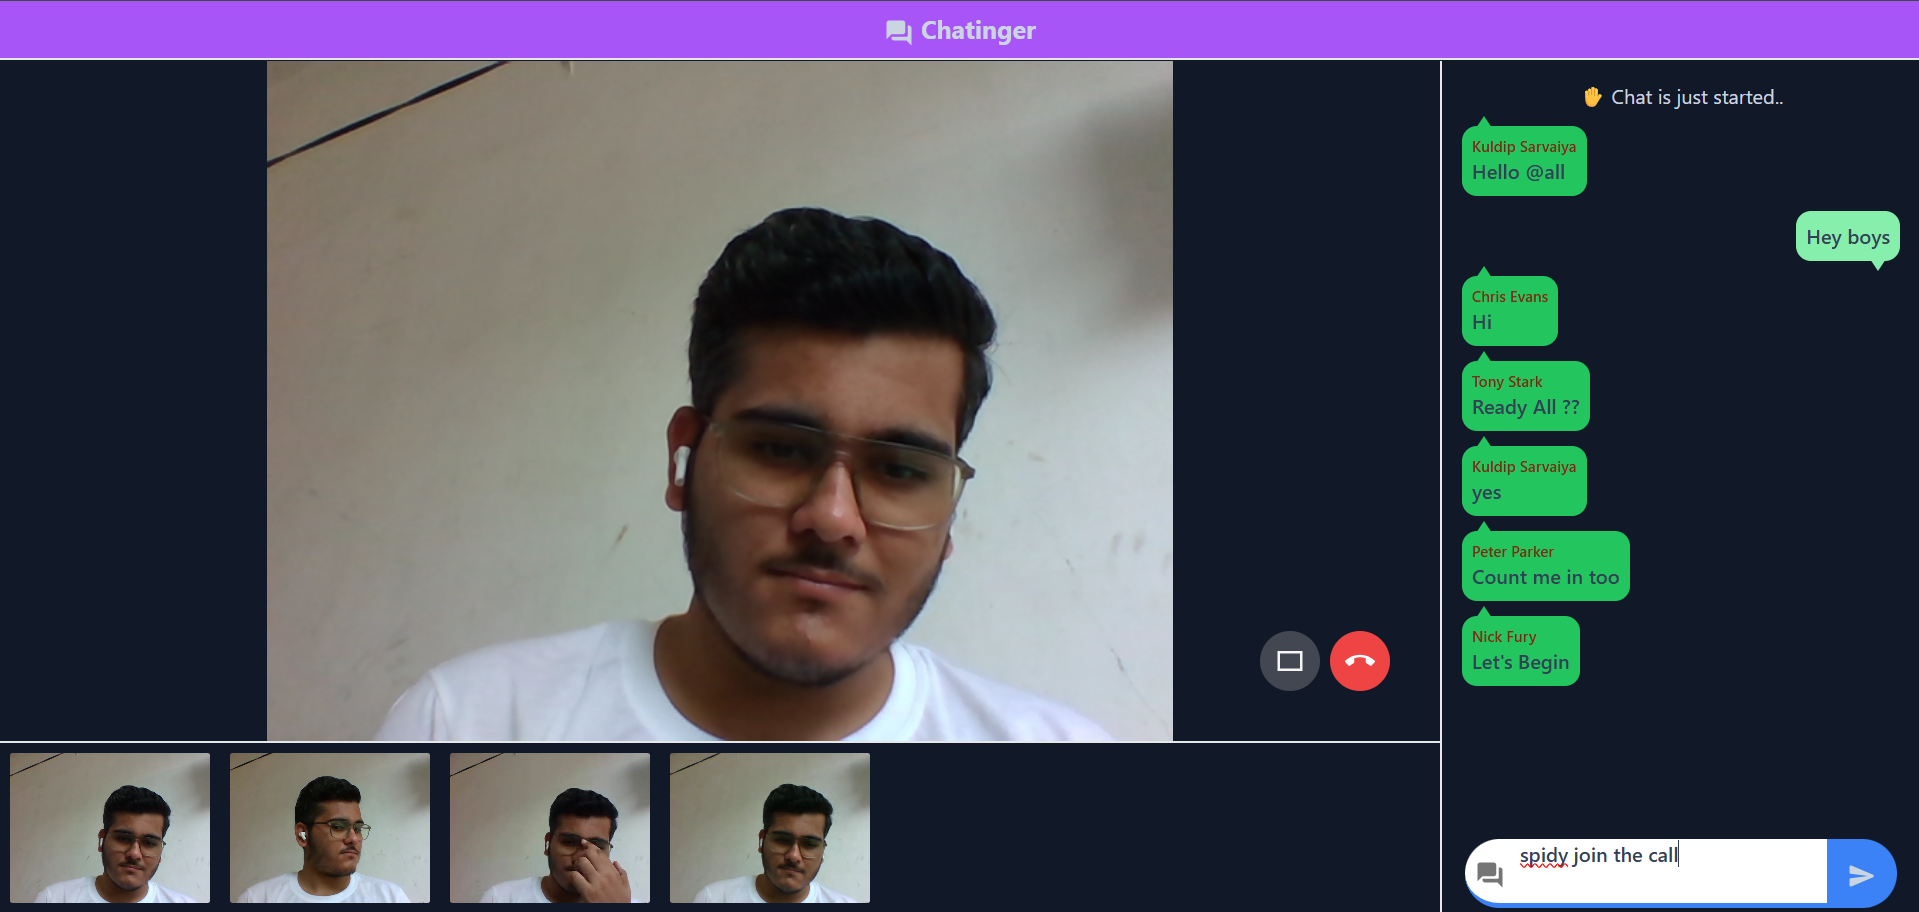 Chatinger
✋ Chat is just started..
Kuldip Sarvaiya
Hello @all
Hey boys
Chris Evans
Hi
Tony Stark
Ready All ??
Kuldip Sarvaiya
yes
Peter Parker
Count me in too
Nick Fury
Let's Begin
spidy join the call